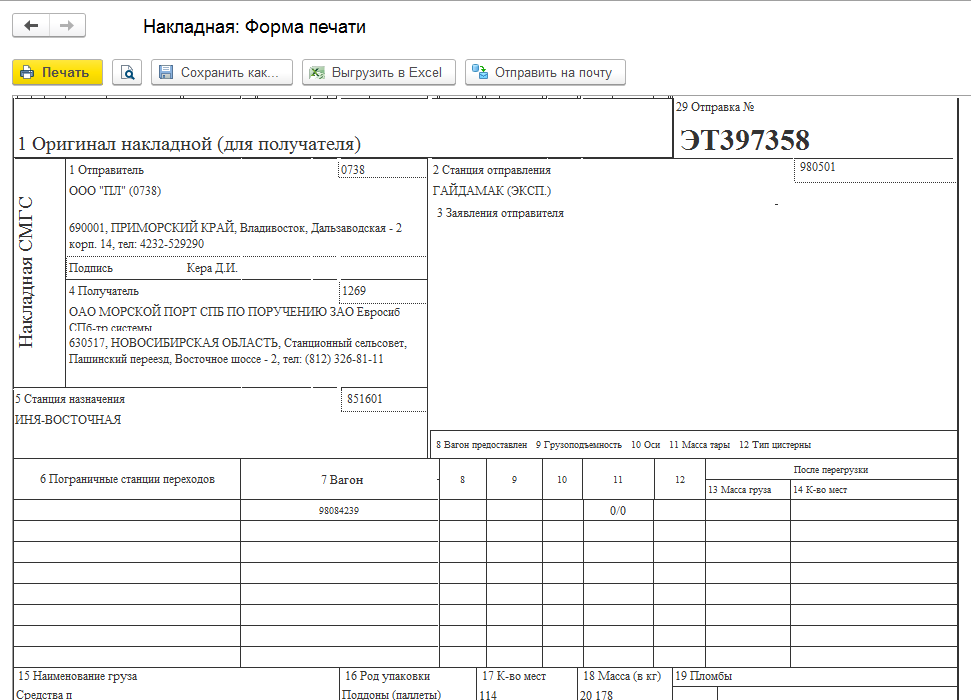 Накладная: Форма печати
Печать
Сохранить как...
Выгрузить в Excel
Отправить на почту
29 Отправка №
1 Оригинал накладной (для получателя)
ЭТ397358
Накладная СМГС
1 Отправитель
0738
ООО "ПЛ" (0738)
690001, ПРИМОРСКИЙ КРАЙ, Владивосток, Дальзаводская - 2
корп. 14, тел: 4232-529290
Подпись Кера Д.И.
2 Станция отправления
980501
ГАЙДАМАК (ЭКСП.)
-
3 Заявления отправителя
4 Получатель
1269
ОАО МОРСКОЙ ПОРТ СПБ ПО ПОРУЧЕНИЮ ЗАО Евросиб
СПб-тр.системы
630517, НОВОСИБИРСКАЯ ОБЛАСТЬ, Станционный сельсовет,
Пашинский переезд, Восточное шоссе - 2, тел: (812) 326-81-11
5 Станция назначения
851601
ИНЯ-ВОСТОЧНАЯ
8 Вагон предоставлен 9 Грузоподъемность 10 Оси 11 Масса тары 12 Тип цистерны
6 Пограничные станции переходов
7 Вагон
8
9
10
11
12
После перегрузки
13 Масса груза
14 К-во мест
98084239
0/0
15 Наименование груза
16 Род упаковки
17 К-во мест
18 Масса (в кг)
19 Пломбы
Средства п
Поддоны (паллеты)
114
20 178